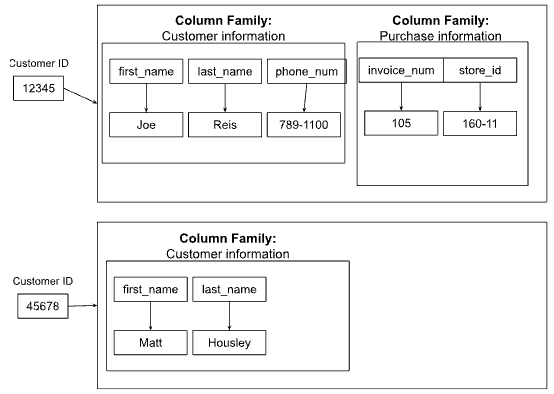 Column Family:
Customer information
Column Family:
Purchase information
Customer ID
12345
first_name
last_name
phone_num
invoice_num
store_id
Joe
Reis
789-1100
105
160-11
Column Family:
Customer information
Customer ID
45678
first_name
last_name
Matt
Housley